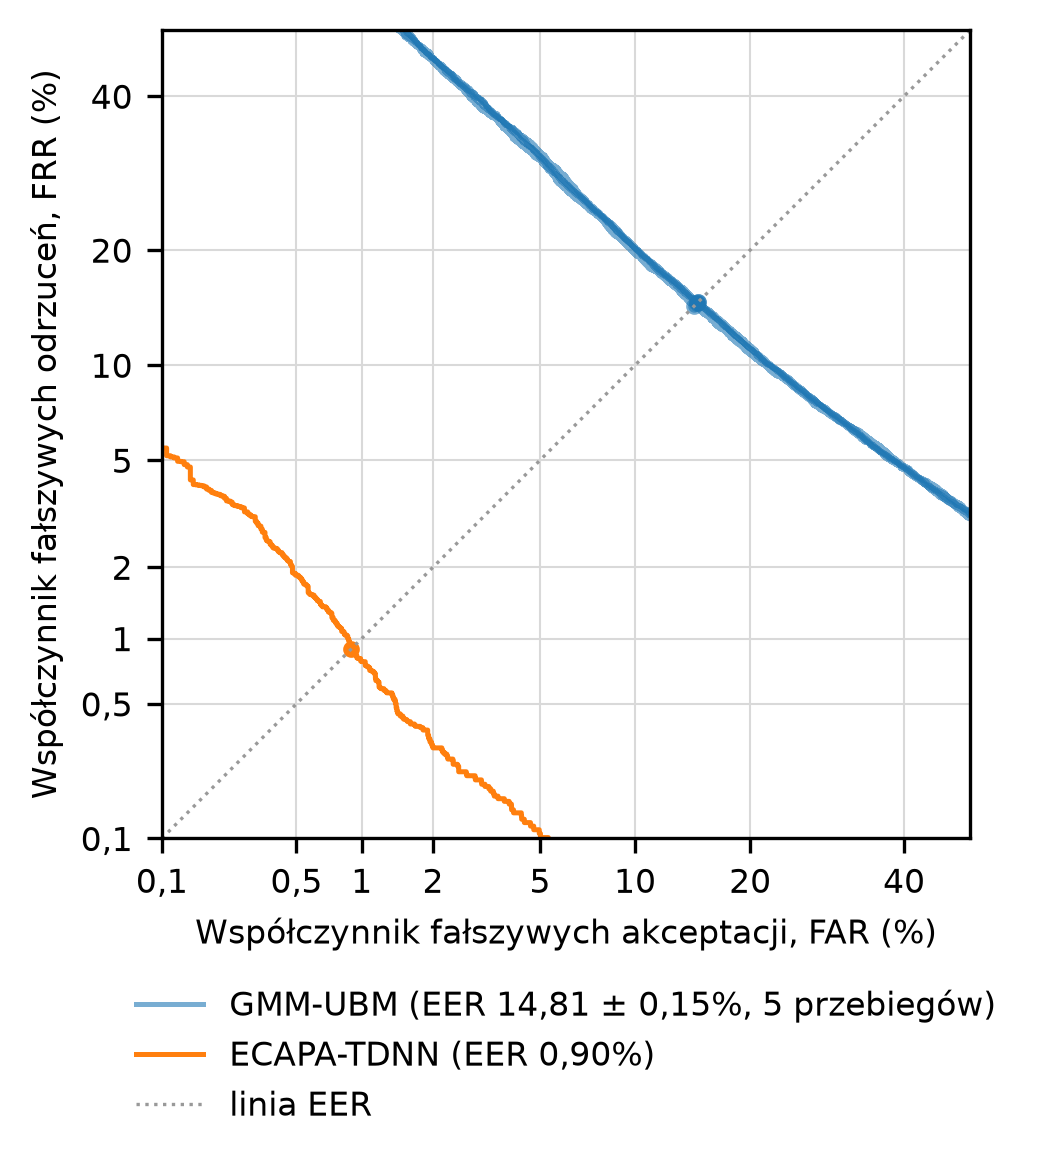 Współczynnik fałszywych odrzuceń, FRR (%)
40
20
10
5
2
1
0,5
0,1
0,1 0,5 1 2 5 10 20 40
Współczynnik fałszywych akceptacji, FAR (%)
GMM-UBM (EER 14,81 ± 0,15%, 5 przebiegów)
ECAPA-TDNN (EER 0,90%)
linia EER